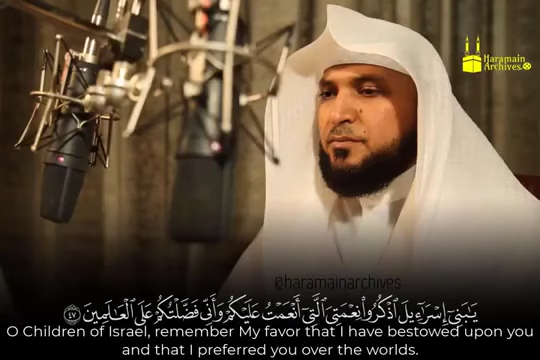 Haramain
Archives
@haramainarchives
يَـٰبَنِىٓ إِسْرَٰٓءِيلَ ٱذْكُرُوا۟ نِعْمَتِىَ ٱلَّتِىٓ أَنْعَمْتُ عَلَيْكُمْ وَأَنِّى فَضَّلْتُكُمْ عَلَى ٱلْعَـٰلَمِينَ ٤٧
O Children of Israel, remember My favor that I have bestowed upon you
and that I preferred you over the worlds.